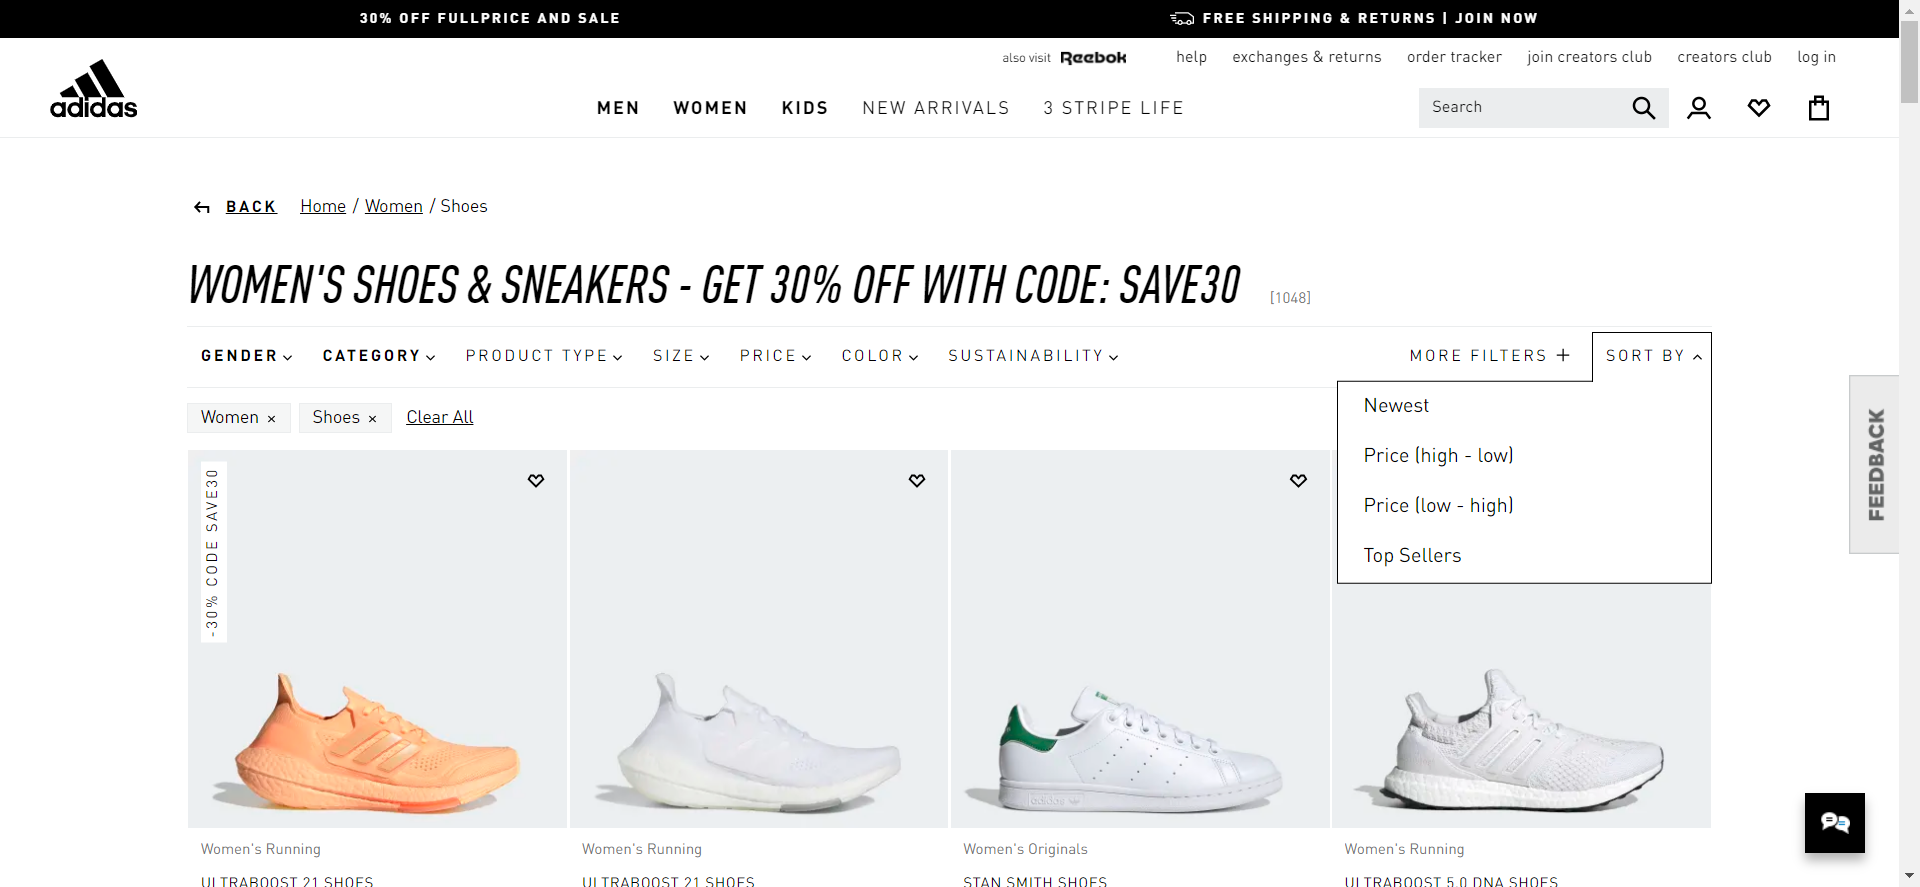 30% OFF FULLPRICE AND SALE
FREE SHIPPING & RETURNS | JOIN NOW
also visit Reebok
help
exchanges & returns
order tracker
join creators club
creators club
log in
adidas
MEN
WOMEN
KIDS
NEW ARRIVALS
3 STRIPE LIFE
Search
BACK
Home / Women / Shoes
WOMEN'S SHOES & SNEAKERS - GET 30% OFF WITH CODE: SAVE30
[1048]
GENDER
CATEGORY
PRODUCT TYPE
SIZE
PRICE
COLOR
SUSTAINABILITY
MORE FILTERS +
SORT BY
Newest
Price (high - low)
Price (low - high)
Top Sellers
Women ×
Shoes ×
Clear All
FEEDBACK
-30% CODE SAVE30
adidas
Women's Running
Women's Running
Women's Originals
Women's Running
ULTRABOOST 21 SHOES
ULTRABOOST 21 SHOES
STAN SMITH SHOES
ULTRABOOST 5.0 DNA SHOES